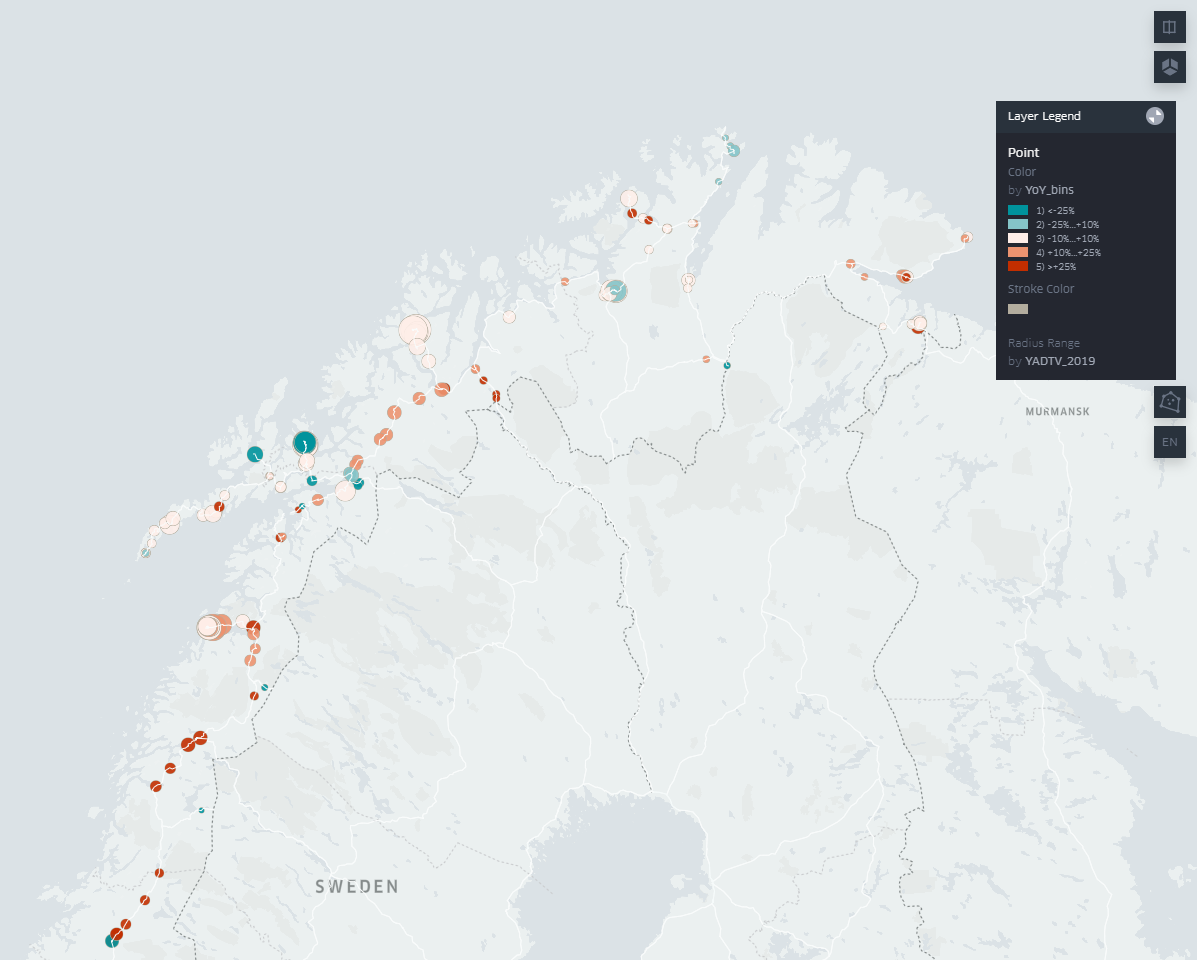 Layer Legend
Point
Color
by YoY_bins
1) <-25%
2) -25%...+10%
3) -10%...+10%
4) +10%...+25%
5) >+25%
Stroke Color
Radius Range
by YADTV_2019
MURMANSK
EN
SWEDEN